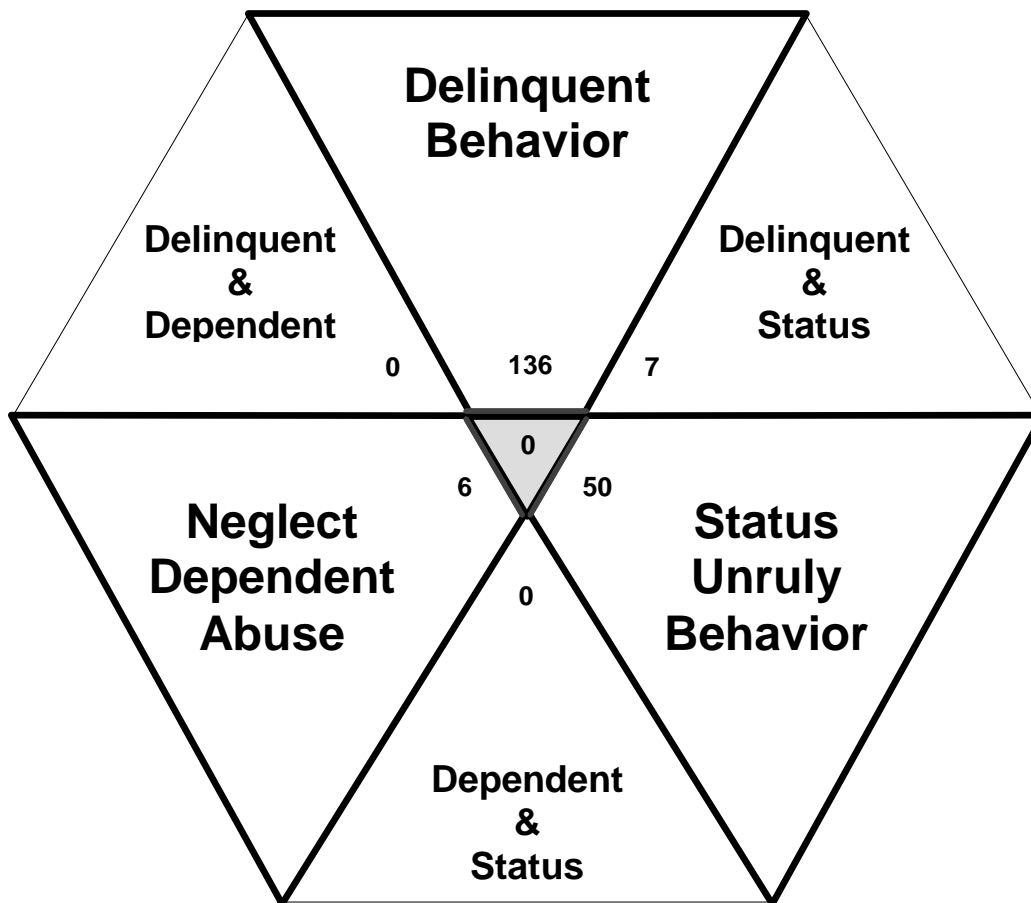 Delinquent
Behavior
Delinquent
&
Dependent
Delinquent
&
Status
0
136
7
0
6
50
Neglect
Dependent
Abuse
Status
Unruly
Behavior
0
Dependent
&
Status